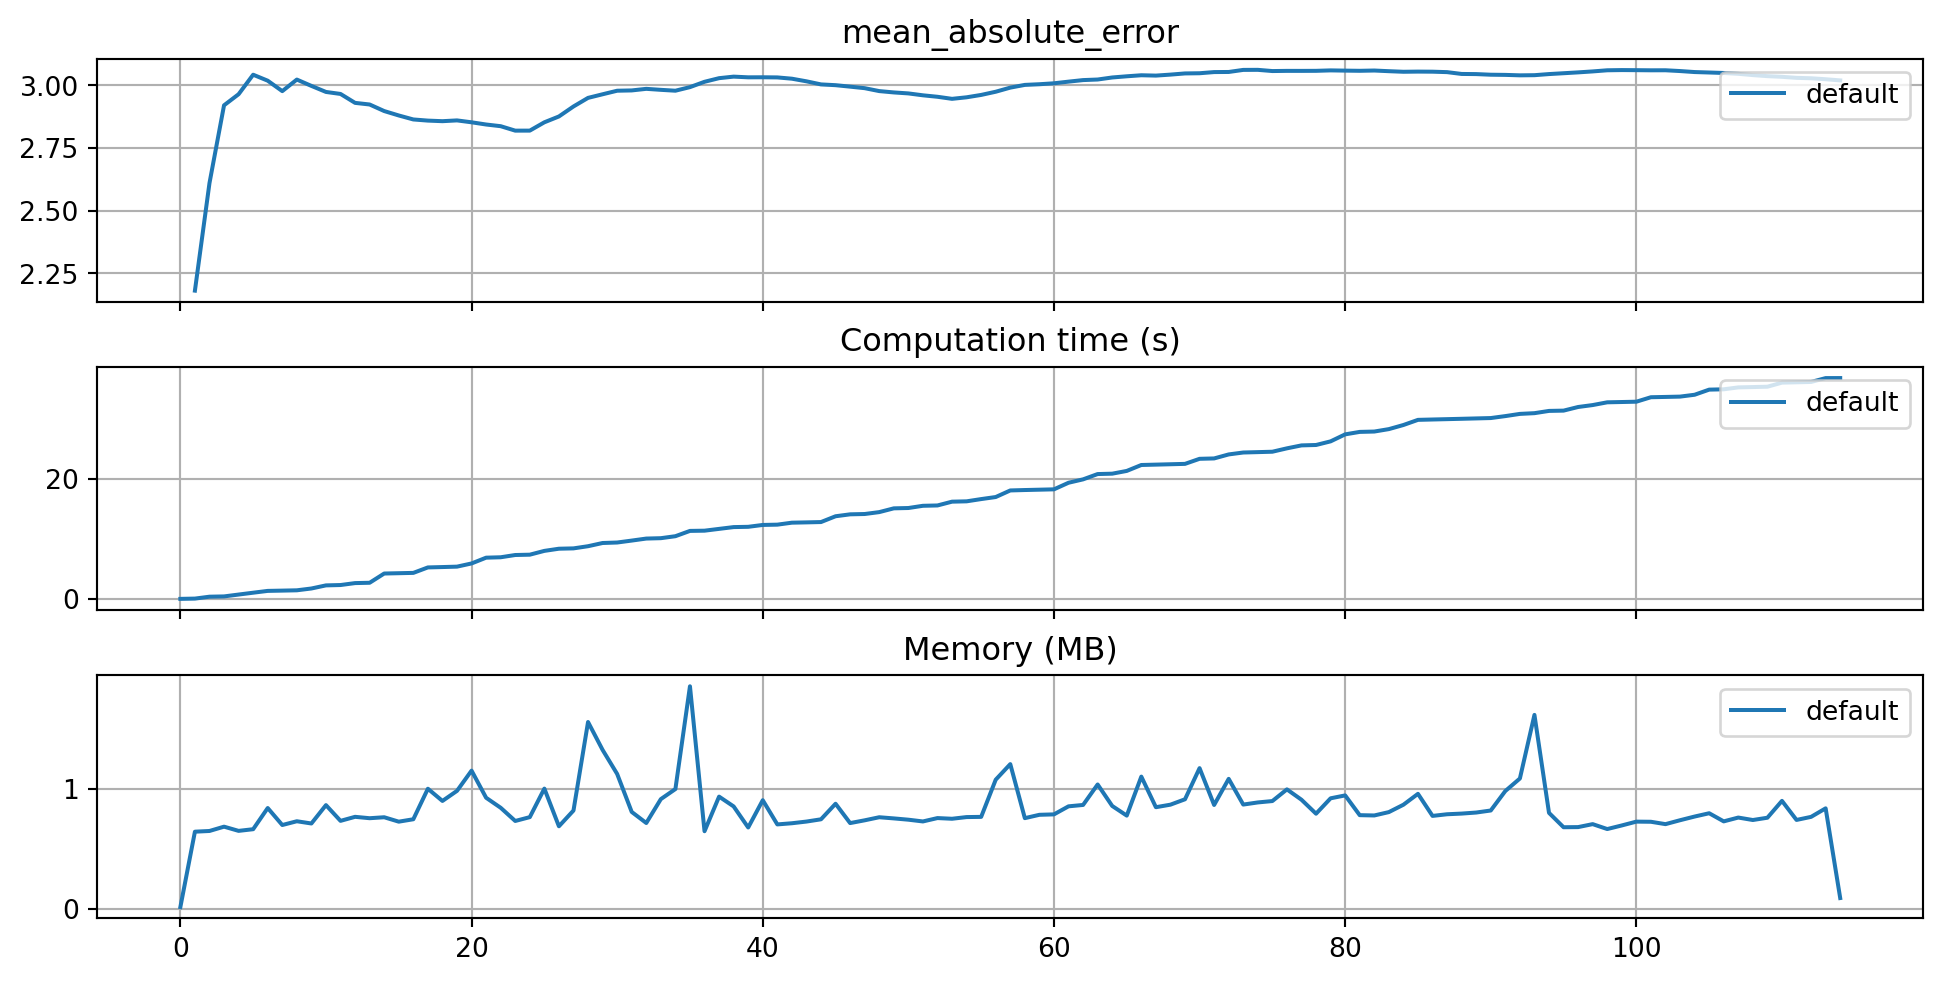 mean_absolute_error
3.00
2.75
2.50
2.25
default
Computation time (s)
20
0
default
Memory (MB)
1
0
default
0 20 40 60 80 100